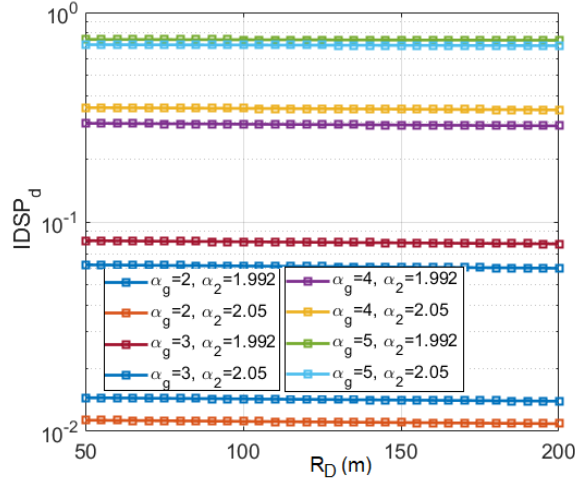 10^0
10^-1
10^-2
IDSP_d
α_g=2, α_2=1.992
α_g=2, α_2=2.05
α_g=3, α_2=1.992
α_g=3, α_2=2.05
α_g=4, α_2=1.992
α_g=4, α_2=2.05
α_g=5, α_2=1.992
α_g=5, α_2=2.05
50 100 150 200
R_D (m)